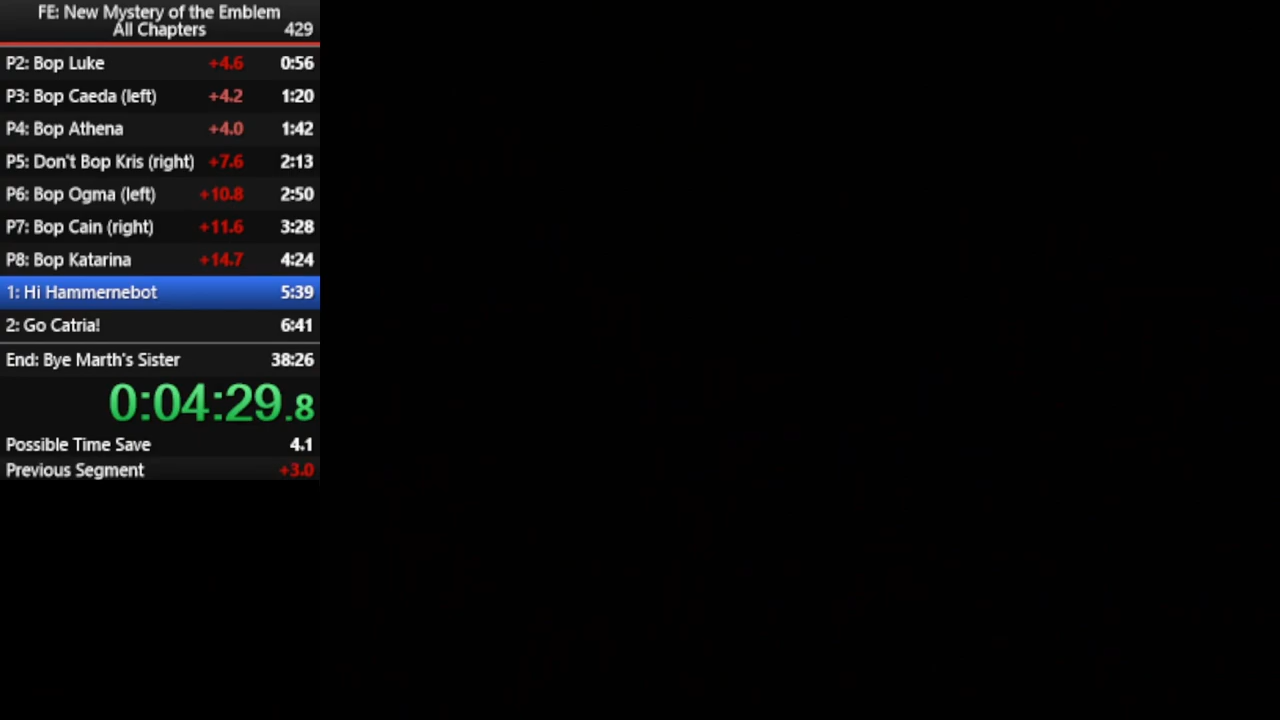 FE: New Mystery of the Emblem
All Chapters 429
P2: Bop Luke +4.6 0:56
P3: Bop Caeda (left) +4.2 1:20
P4: Bop Athena +4.0 1:42
P5: Don't Bop Kris (right) +7.6 2:13
P6: Bop Ogma (left) +10.8 2:50
P7: Bop Cain (right) +11.6 3:28
P8: Bop Katarina +14.7 4:24
1: Hi Hammernebot 5:39
2: Go Catria! 6:41
End: Bye Marth's Sister 38:26
0:04:29.8
Possible Time Save 4.1
Previous Segment +3.0